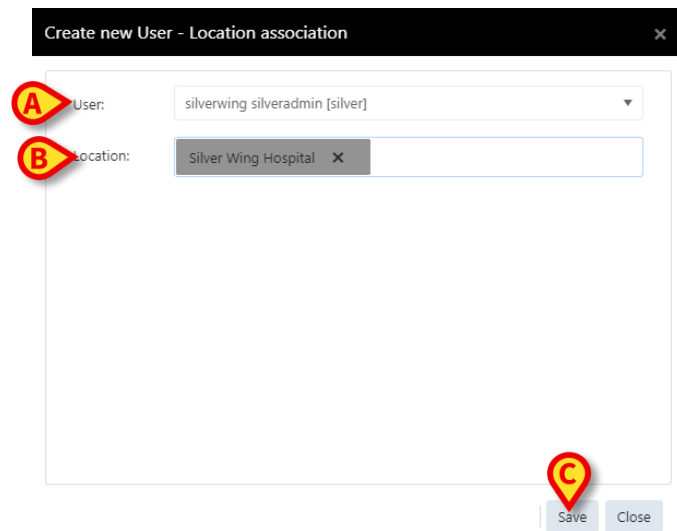 Create new User - Location association ×
A User: silverwing silveradmin [silver]
B Location: Silver Wing Hospital ×
C
Save Close